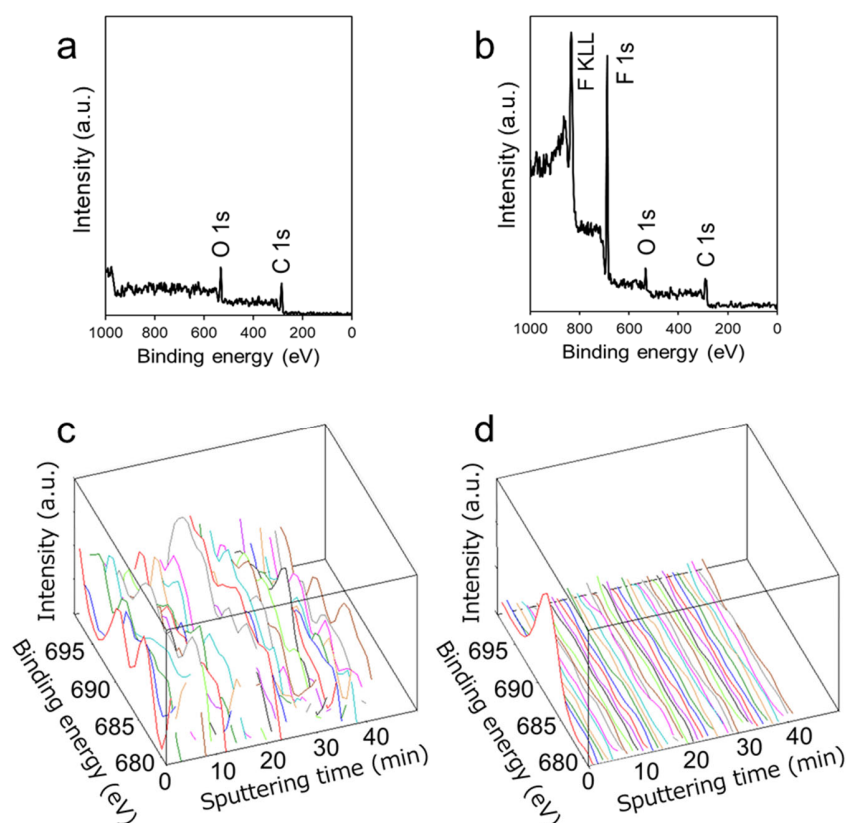 a
Intensity (a.u.)
O 1s
C 1s
1000 800 600 400 200 0
Binding energy (eV)
b
Intensity (a.u.)
F KLL
F 1s
O 1s
C 1s
1000 800 600 400 200 0
Binding energy (eV)
c
Intensity (a.u.)
695
690
685
680
Binding energy (eV)
0 10 20 30 40
Sputtering time (min)
d
Intensity (a.u.)
695
690
685
680
Binding energy (eV)
0 10 20 30 40
Sputtering time (min)